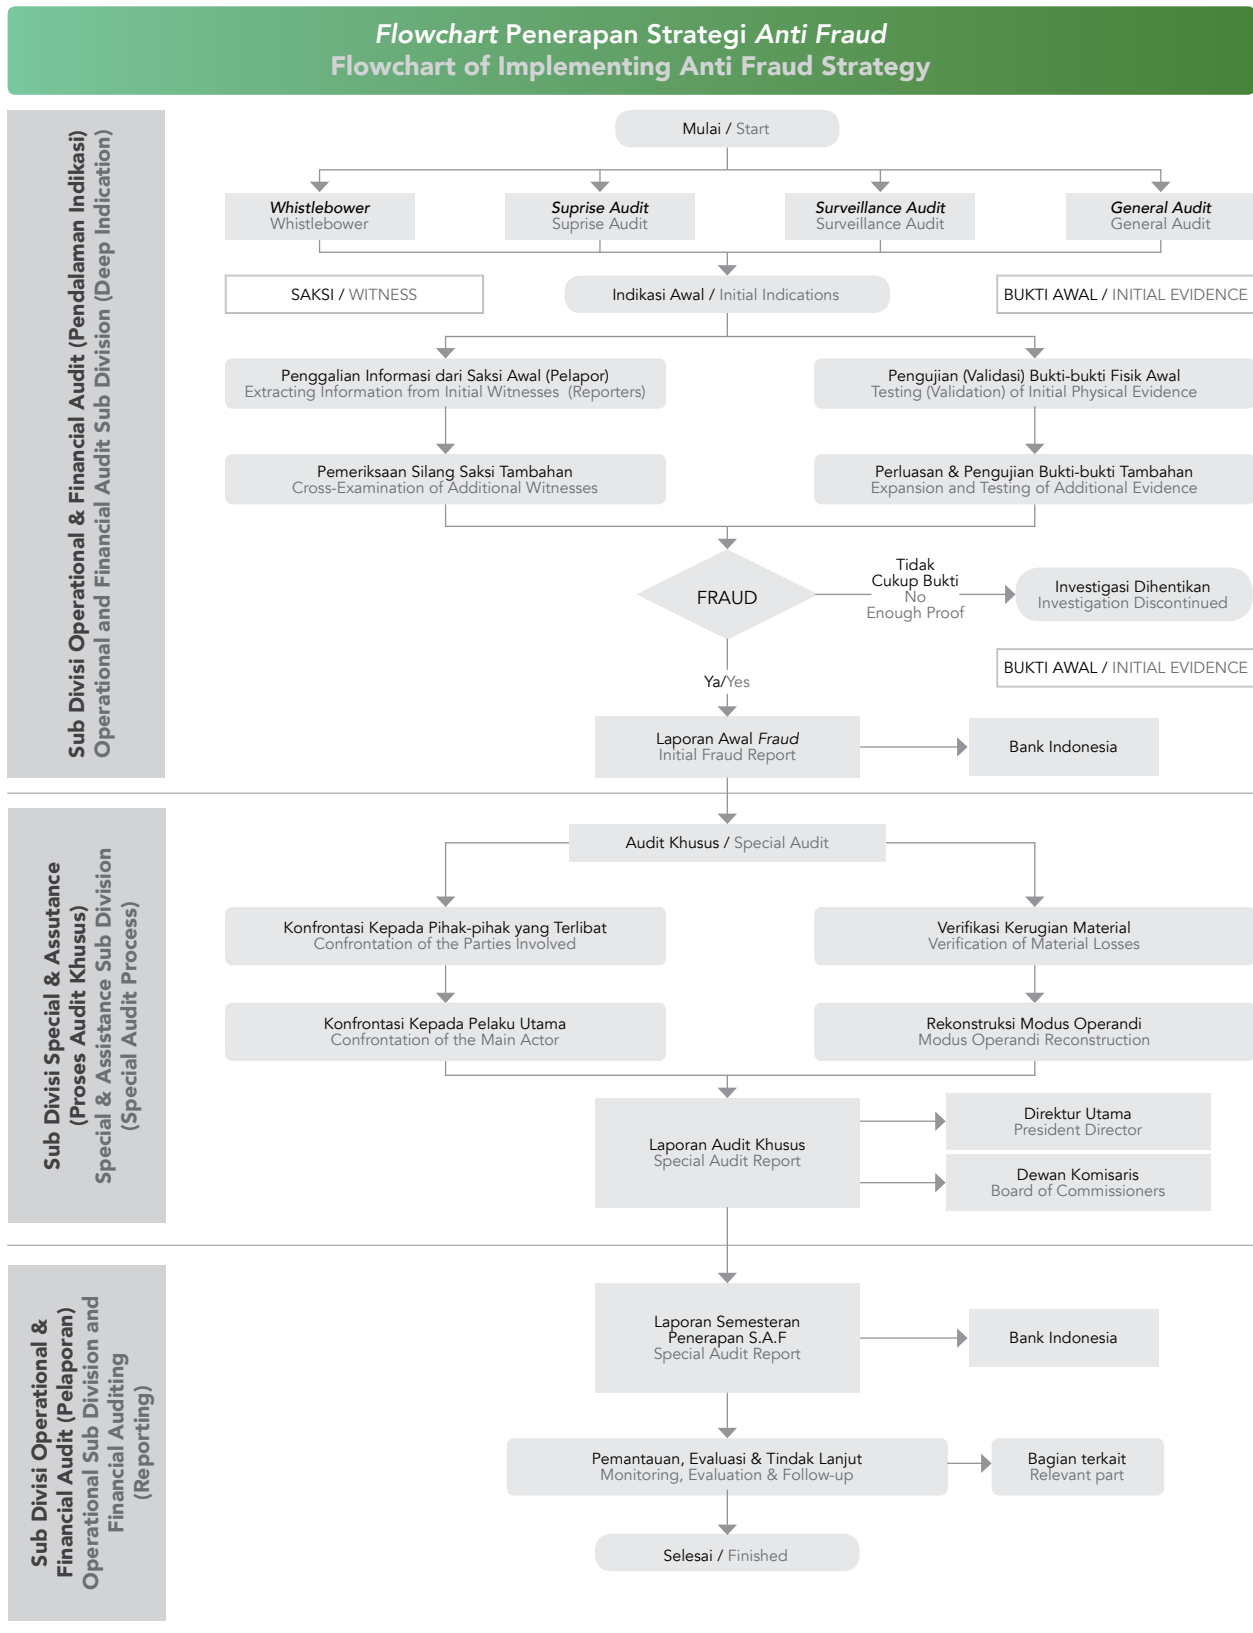 Flowchart Penerapan Strategi Anti Fraud
Flowchart of Implementing Anti Fraud Strategy
Sub Divisi Operational & Financial Audit (Pendalaman Indikasi)
Operational and Financial Audit Sub Division (Deep Indication)
Mulai / Start
Whistlebower
Whistlebower
Suprise Audit
Suprise Audit
Surveillance Audit
Surveillance Audit
General Audit
General Audit
SAKSI / WITNESS
Indikasi Awal / Initial Indications
BUKTI AWAL / INITIAL EVIDENCE
Penggalian Informasi dari Saksi Awal (Pelapor)
Extracting Information from Initial Witnesses (Reporters)
Pengujian (Validasi) Bukti-bukti Fisik Awal
Testing (Validation) of Initial Physical Evidence
Pemeriksaan Silang Saksi Tambahan
Cross-Examination of Additional Witnesses
Perluasan & Pengujian Bukti-bukti Tambahan
Expansion and Testing of Additional Evidence
FRAUD
Tidak
Cukup Bukti
No
Enough Proof
Investigasi Dihentikan
Investigation Discontinued
BUKTI AWAL / INITIAL EVIDENCE
Ya/Yes
Laporan Awal Fraud
Initial Fraud Report
Bank Indonesia
Sub Divisi Special & Assutance
(Proses Audit Khusus)
Special & Assistance Sub Division
(Special Audit Process)
Audit Khusus / Special Audit
Konfrontasi Kepada Pihak-pihak yang Terlibat
Confrontation of the Parties Involved
Verifikasi Kerugian Material
Verification of Material Losses
Konfrontasi Kepada Pelaku Utama
Confrontation of the Main Actor
Rekonstruksi Modus Operandi
Modus Operandi Reconstruction
Laporan Audit Khusus
Special Audit Report
Direktur Utama
President Director
Dewan Komisaris
Board of Commissioners
Sub Divisi Operational &
Financial Audit (Pelaporan)
Operational Sub Division and
Financial Auditing
(Reporting)
Laporan Semesteran
Penerapan S.A.F
Special Audit Report
Bank Indonesia
Pemantauan, Evaluasi & Tindak Lanjut
Monitoring, Evaluation & Follow-up
Bagian terkait
Relevant part
Selesai / Finished